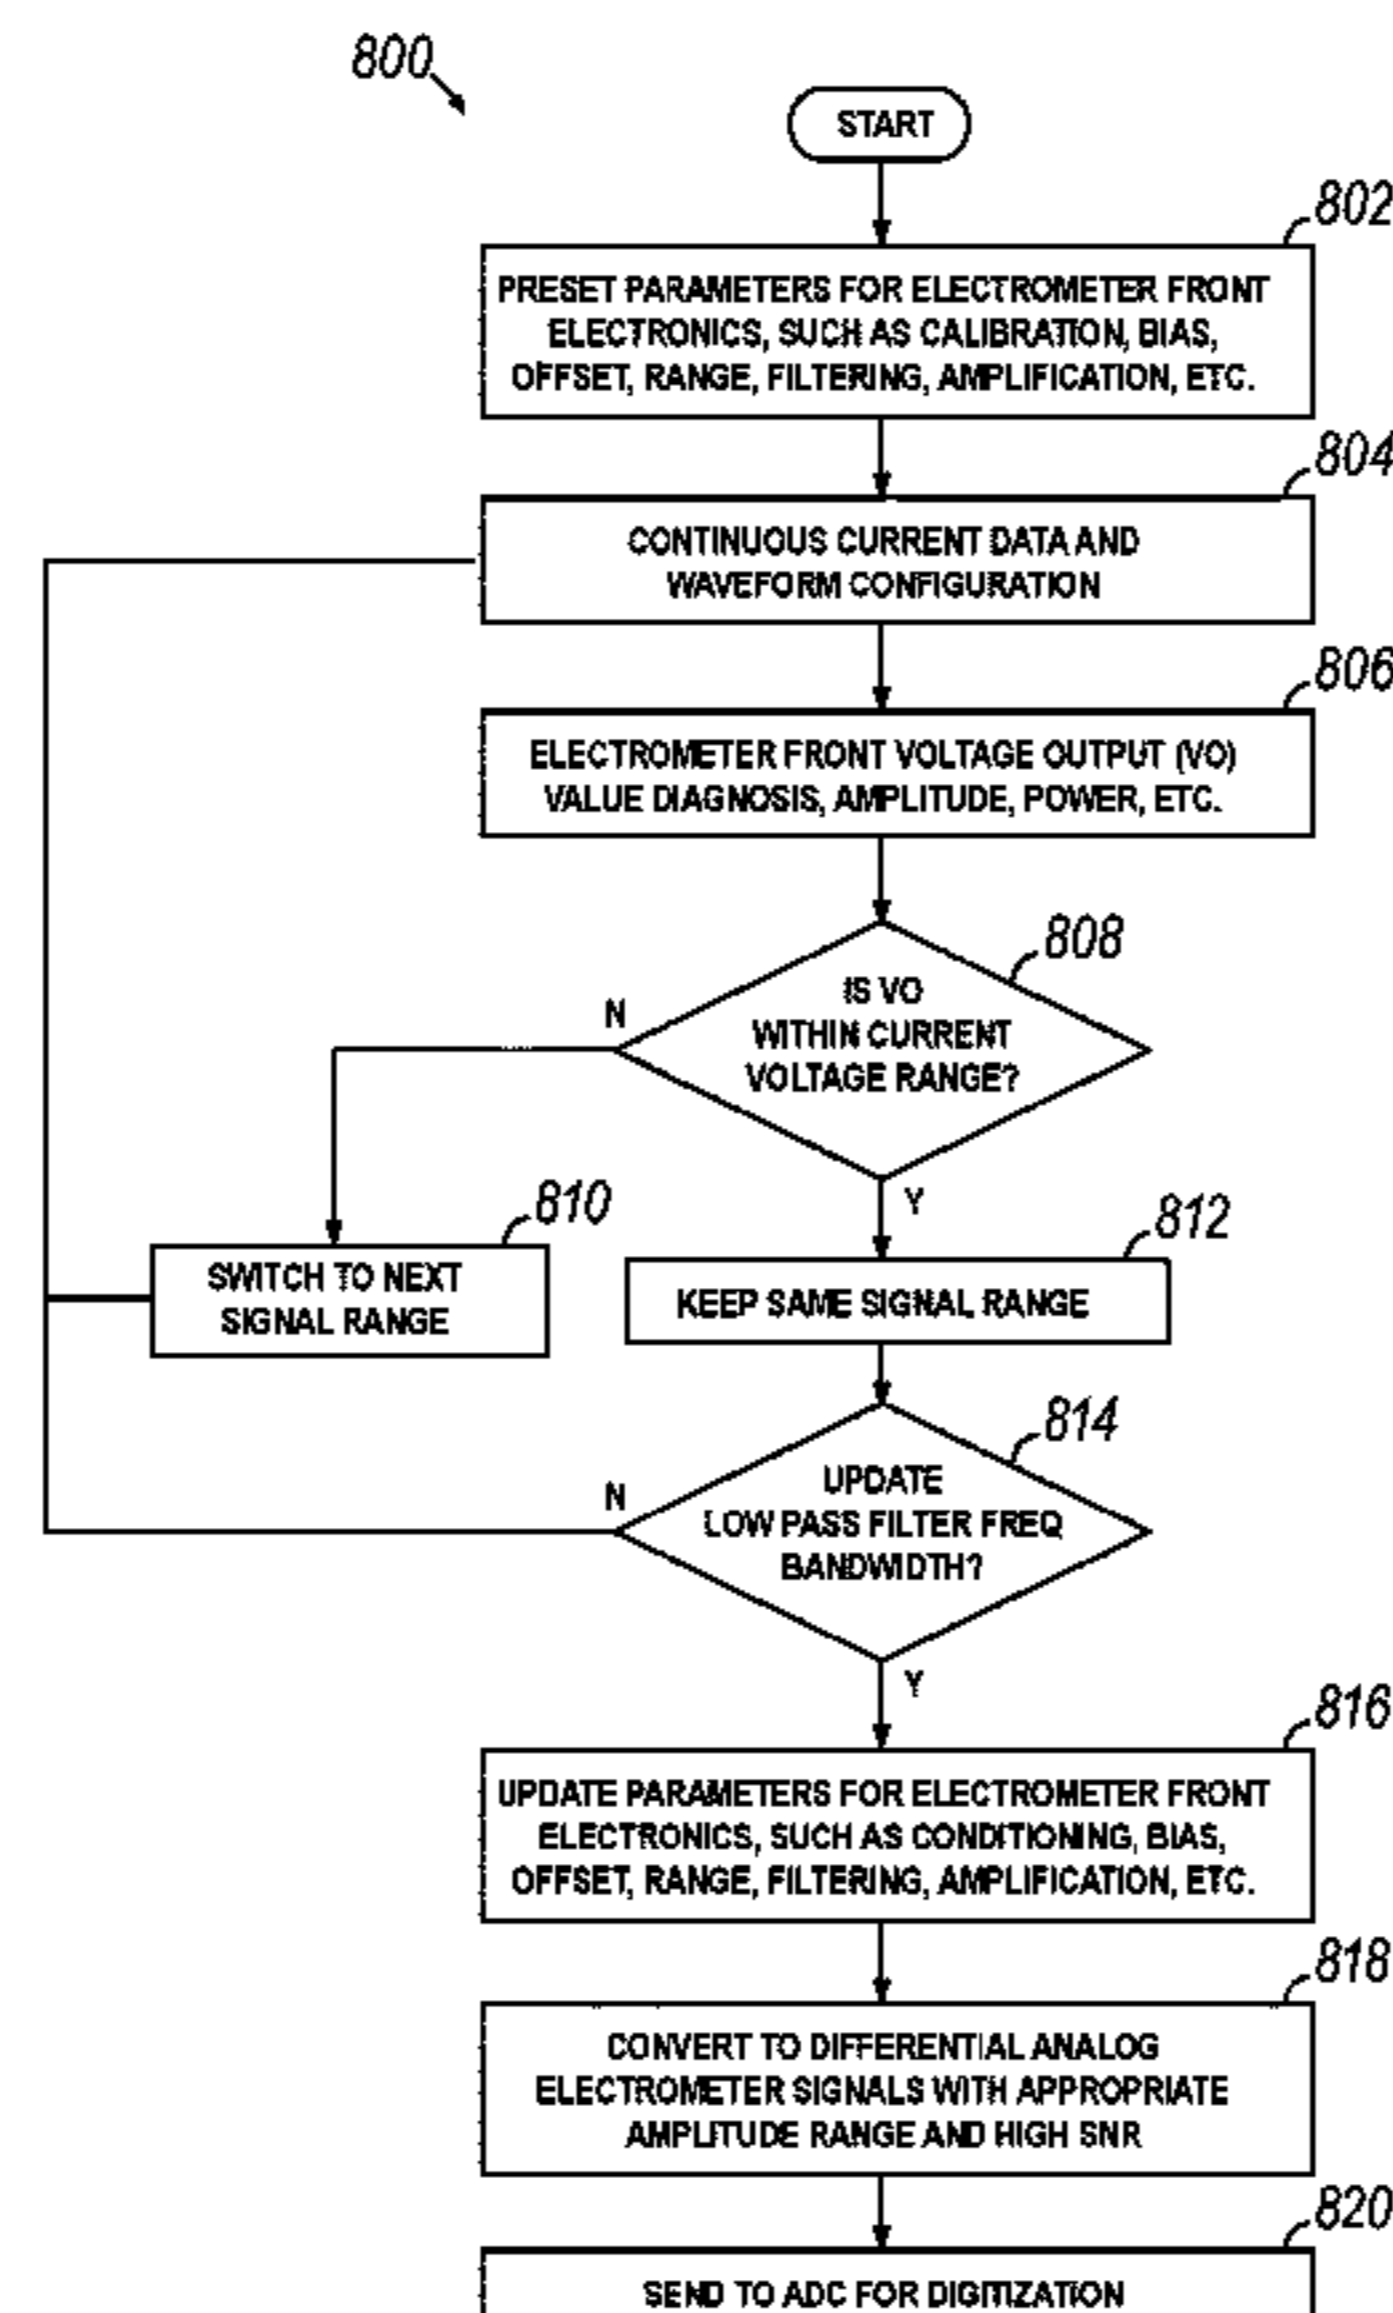 800
START
802
PRESET PARAMETERS FOR ELECTROMETER FRONT
ELECTRONICS, SUCH AS CALIBRATION, BIAS,
OFFSET, RANGE, FILTERING, AMPLIFICATION, ETC.
804
CONTINUOUS CURRENT DATA AND
WAVEFORM CONFIGURATION
806
ELECTROMETER FRONT VOLTAGE OUTPUT (VO)
VALUE DIAGNOSIS, AMPLITUDE, POWER, ETC.
808
IS VO
WITHIN CURRENT
VOLTAGE RANGE?
N
Y
810
SWITCH TO NEXT
SIGNAL RANGE
812
KEEP SAME SIGNAL RANGE
814
UPDATE
LOW PASS FILTER FREQ
BANDWIDTH?
N
Y
816
UPDATE PARAMETERS FOR ELECTROMETER FRONT
ELECTRONICS, SUCH AS CONDITIONING, BIAS,
OFFSET, RANGE, FILTERING, AMPLIFICATION, ETC.
818
CONVERT TO DIFFERENTIAL ANALOG
ELECTROMETER SIGNALS WITH APPROPRIATE
AMPLITUDE RANGE AND HIGH SNR
820
SEND TO ADC FOR DIGITIZATION